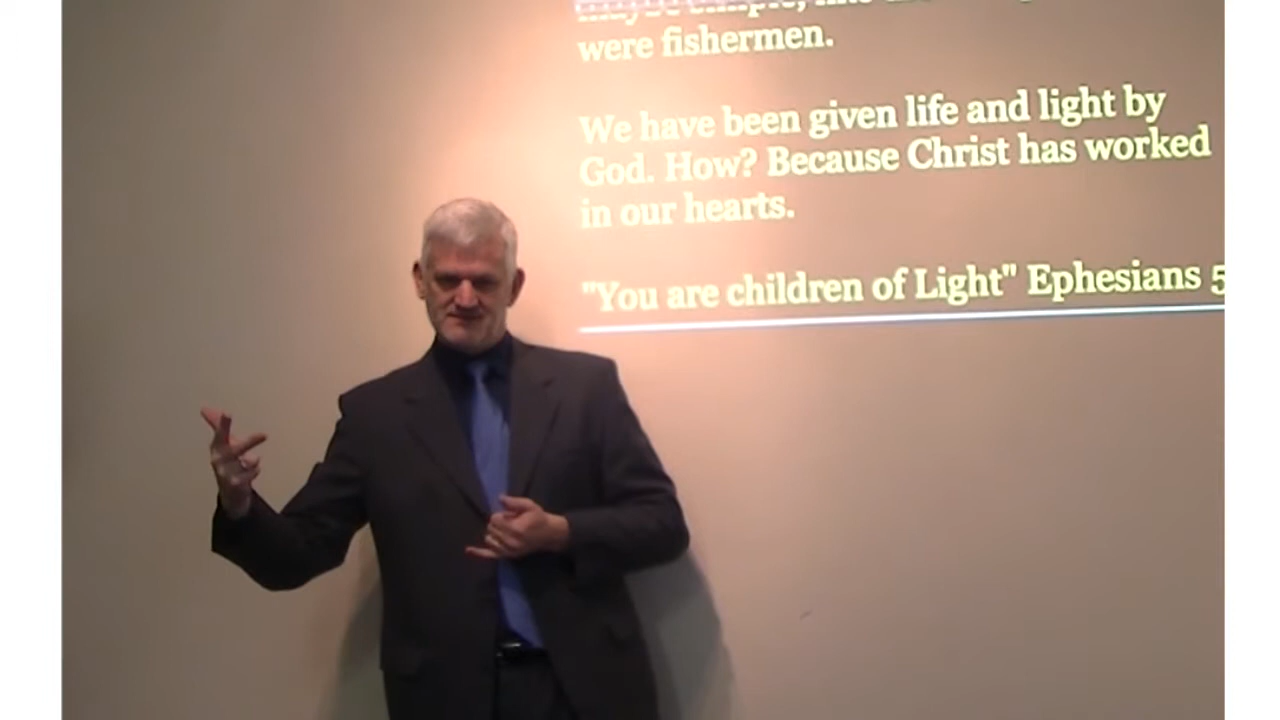 were fishermen.
We have been given life and light by
God. How? Because Christ has worked
in our hearts.
"You are children of Light" Ephesians 5